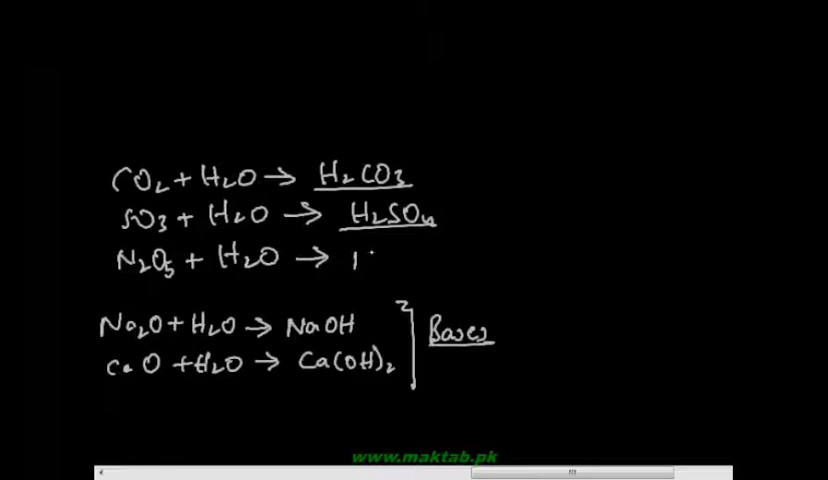 CO2 + H2O → H2CO3
SO3 + H2O → H2SO4
N2O5 + H2O →
Na2O + H2O → NaOH
CaO + H2O → Ca(OH)2
Bases
www.maktab.pk